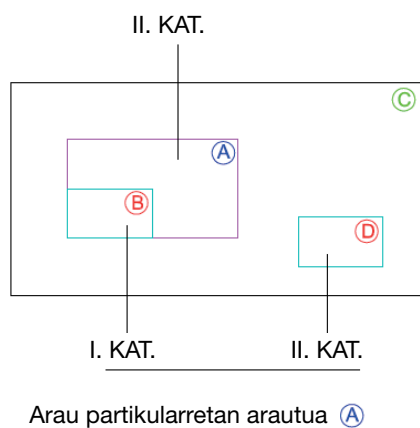 II. KAT.
C
A
B
D
I. KAT.
II. KAT.
Arau partikularretan arautua A